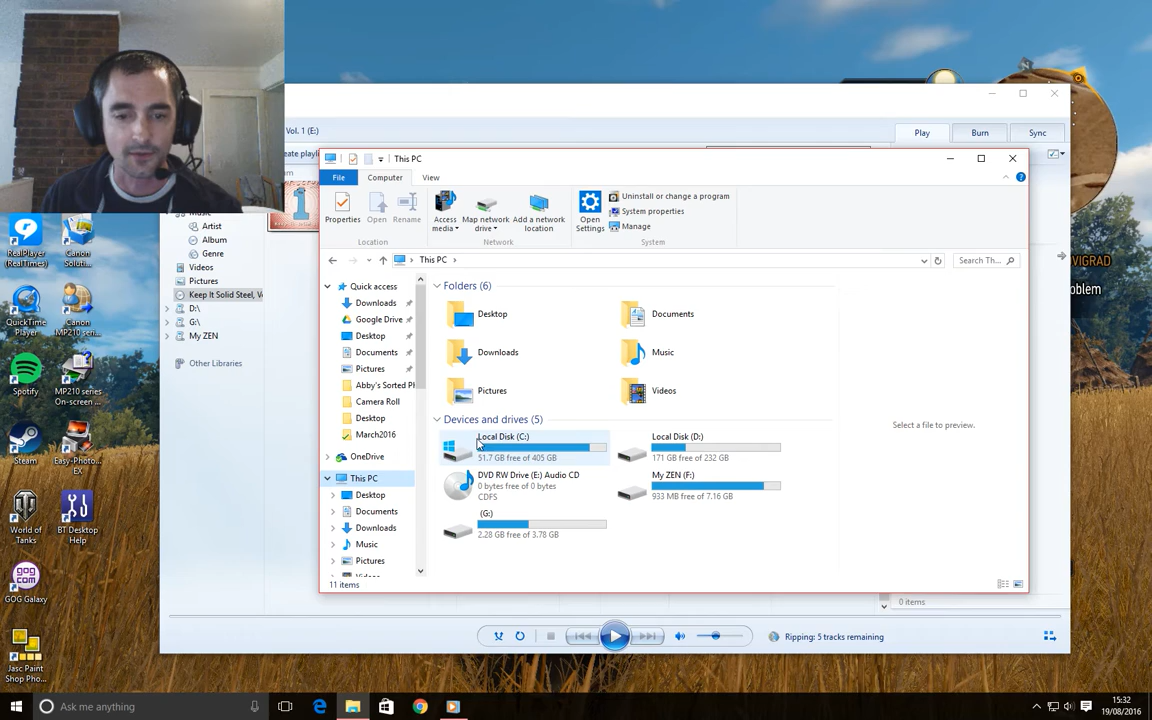 Vol. 1 (E:)
Play
Burn
Sync
This PC
File
Computer
View
Properties
Open
Rename
Access media
Map network drive
Add a network location
Open Settings
Uninstall or change a program
System properties
Manage
Location
Network
System
This PC
Search Th...
Quick access
Downloads
Google Drive
Desktop
Documents
Pictures
Abby's Sorted Ph
Camera Roll
Desktop
March2016
OneDrive
This PC
Desktop
Documents
Downloads
Music
Pictures
Folders (6)
Desktop
Documents
Downloads
Music
Pictures
Videos
Devices and drives (5)
Local Disk (C:)
51.7 GB free of 405 GB
Local Disk (D:)
171 GB free of 232 GB
DVD RW Drive (E:) Audio CD
0 bytes free of 0 bytes
CDFS
My ZEN (F:)
933 MB free of 7.16 GB
(G:)
2.28 GB free of 3.78 GB
Select a file to preview.
11 items
Artist
Album
Genre
Videos
Pictures
Keep It Solid Steel, V
D:\
G:\
My ZEN
Other Libraries
0 items
Ripping: 5 tracks remaining
RealPlayer (RealTimes)
Canon Soluti...
QuickTime Player
Canon MP210 seri...
Spotify
MP210 series On-screen ...
Steam
Easy-Photo... EX
World of Tanks
BT Desktop Help
GOG.COM
GOG Galaxy
Jasc Paint Shop Pho...
VIGRAD
oblem
Ask me anything
15:32
19/08/2016